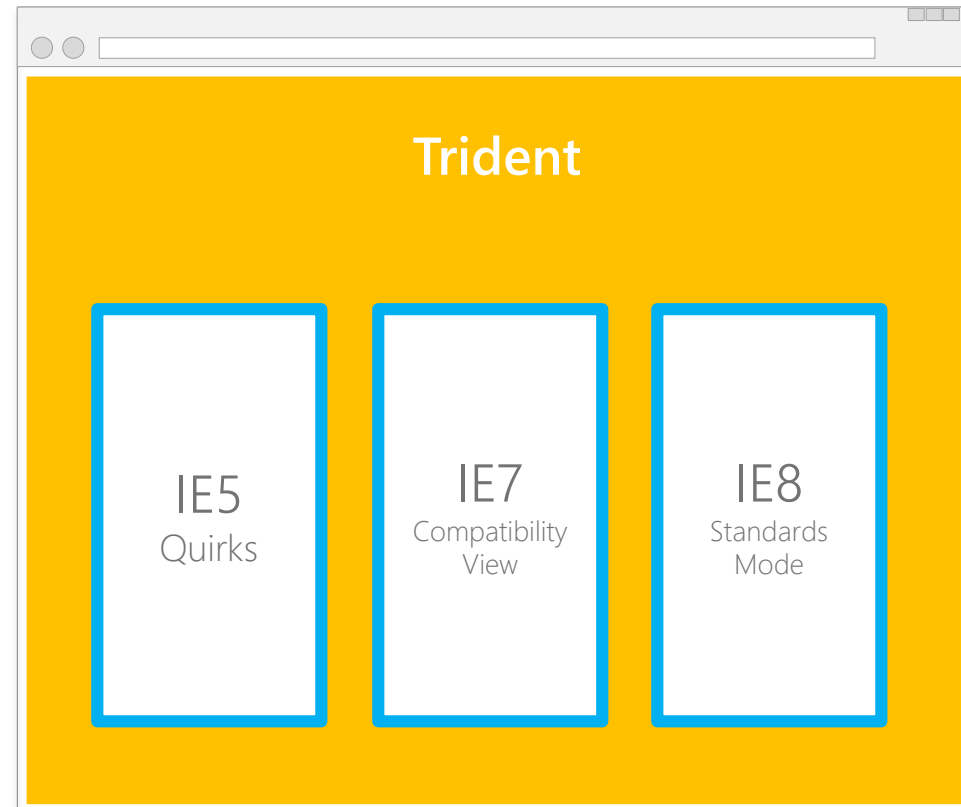 Trident
IE5
Quirks
IE7
Compatibility
View
IE8
Standards
Mode